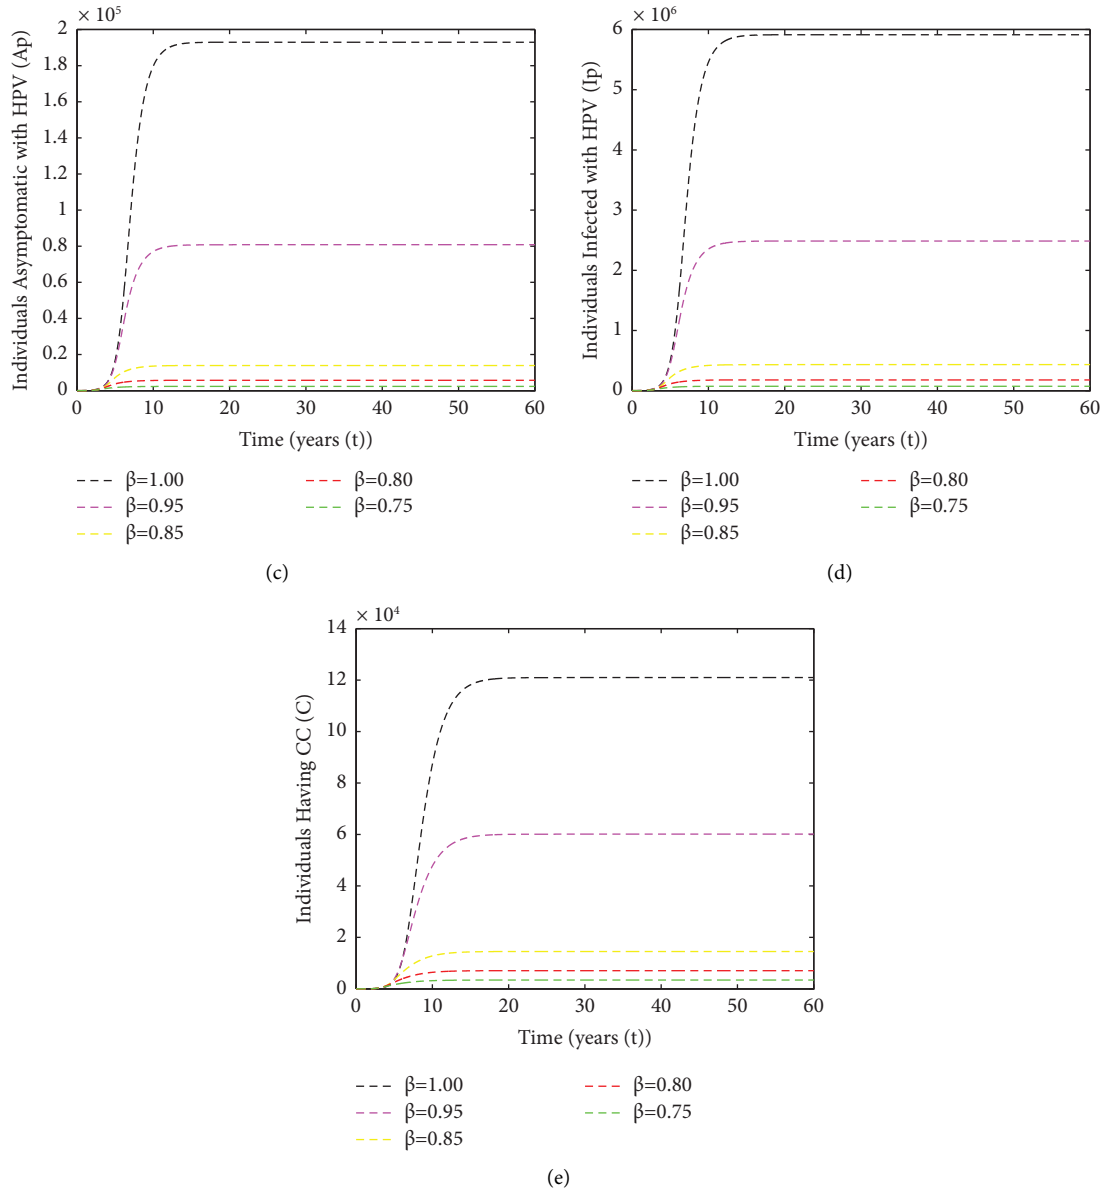 × 10⁵
Individuals Asymptomatic with HPV (Ap)
2
1.8
1.6
1.4
1.2
1
0.8
0.6
0.4
0.2
0
0 10 20 30 40 50 60
Time (years (t))
β=1.00 β=0.80
β=0.95 β=0.75
β=0.85
(c)
× 10⁶
Individuals Infected with HPV (Ip)
6
5
4
3
2
1
0
0 10 20 30 40 50 60
Time (years (t))
β=1.00 β=0.80
β=0.95 β=0.75
β=0.85
(d)
× 10⁴
Individuals Having CC (C)
14
12
10
8
6
4
2
0
0 10 20 30 40 50 60
Time (years (t))
β=1.00 β=0.80
β=0.95 β=0.75
β=0.85
(e)